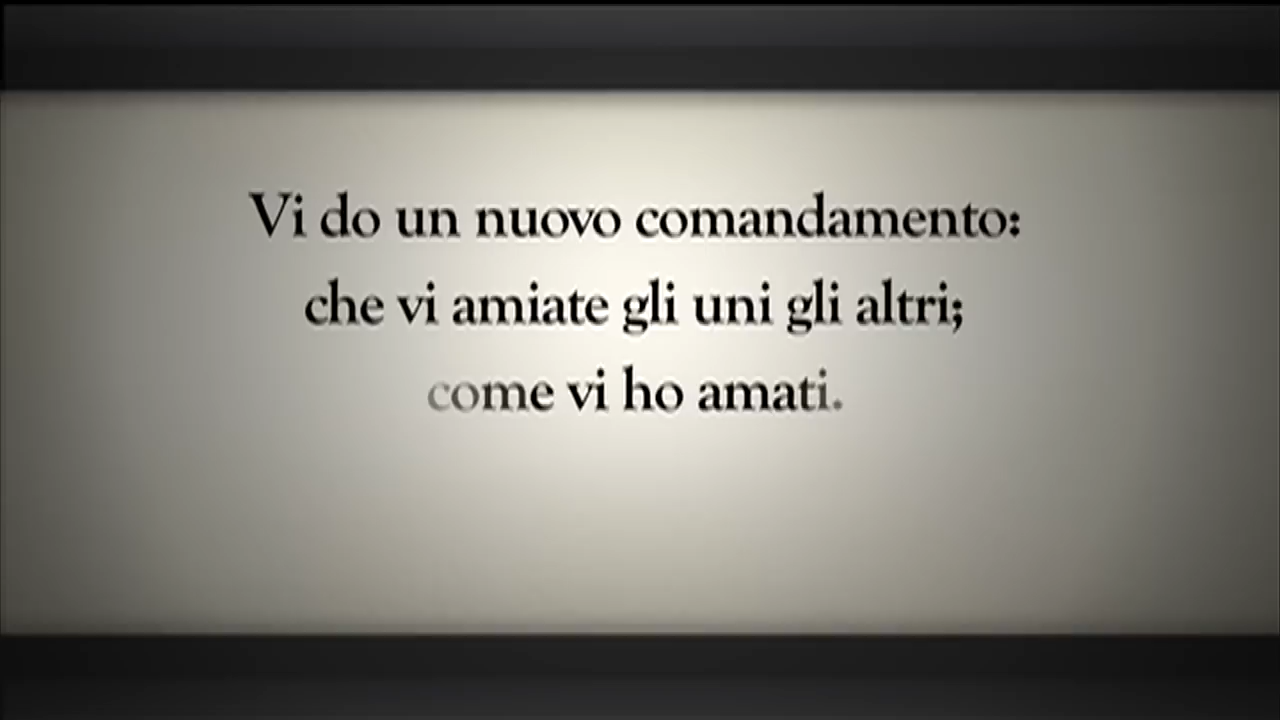 Vi do un nuovo comandamento:
che vi amiate gli uni gli altri;
come vi ho amati.